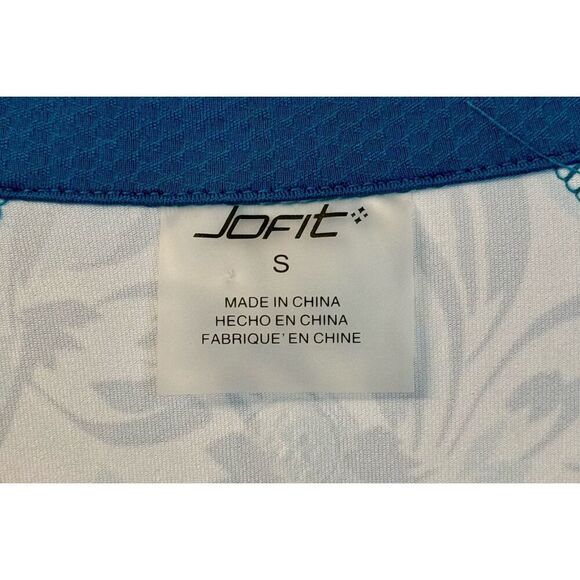 JOFIT
S
MADE IN CHINA
HECHO EN CHINA
FABRIQUE' EN CHINE